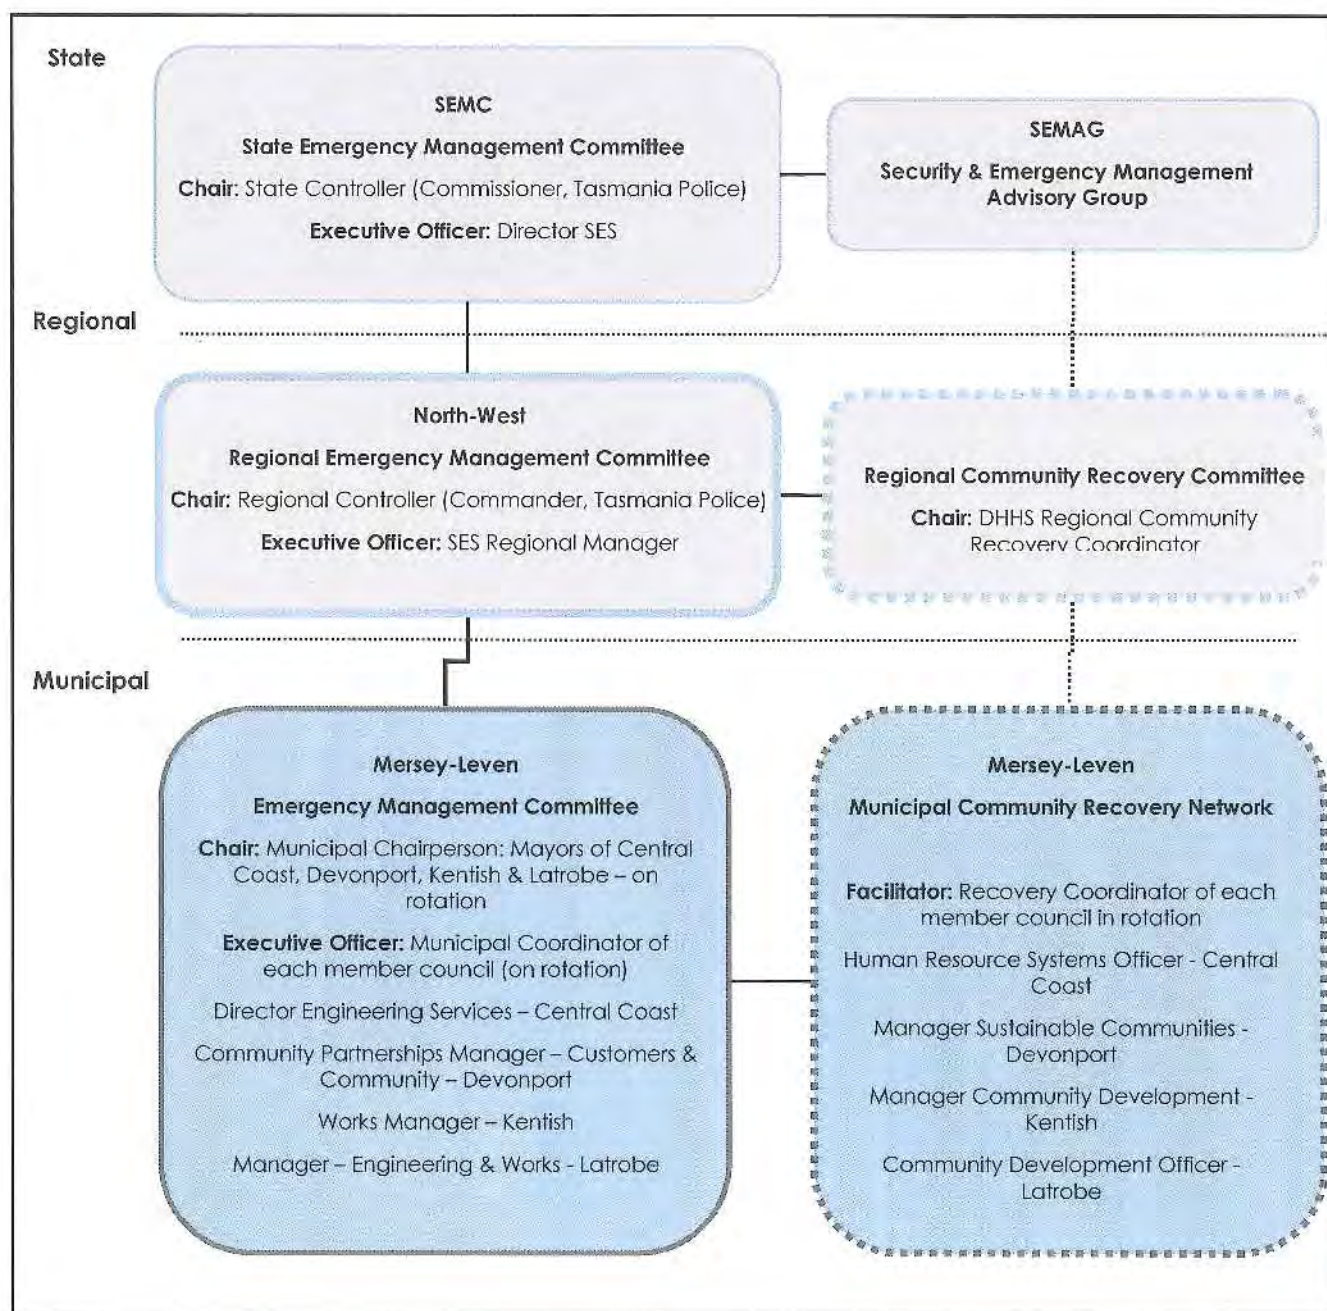 State
SEMC
State Emergency Management Committee
Chair: State Controller (Commissioner, Tasmania Police)
Executive Officer: Director SES
SEMAG
Security & Emergency Management
Advisory Group
Regional
North-West
Regional Emergency Management Committee
Chair: Regional Controller (Commander, Tasmania Police)
Executive Officer: SES Regional Manager
Regional Community Recovery Committee
Chair: DHHS Regional Community
Recovery Coordinator
Municipal
Mersey-Leven
Emergency Management Committee
Chair: Municipal Chairperson: Mayors of Central
Coast, Devonport, Kentish & Latrobe – on
rotation
Executive Officer: Municipal Coordinator of
each member council (on rotation)
Director Engineering Services – Central Coast
Community Partnerships Manager – Customers &
Community – Devonport
Works Manager – Kentish
Manager – Engineering & Works - Latrobe
Mersey-Leven
Municipal Community Recovery Network
Facilitator: Recovery Coordinator of each
member council in rotation
Human Resource Systems Officer - Central
Coast
Manager Sustainable Communities -
Devonport
Manager Community Development -
Kentish
Community Development Officer -
Latrobe